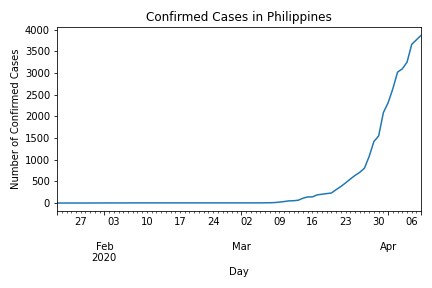 Confirmed Cases in Philippines
Number of Confirmed Cases
4000
3500
3000
2500
2000
1500
1000
500
0
27 03 10 17 24 02 09 16 23 30 06
Feb Mar Apr
2020
Day